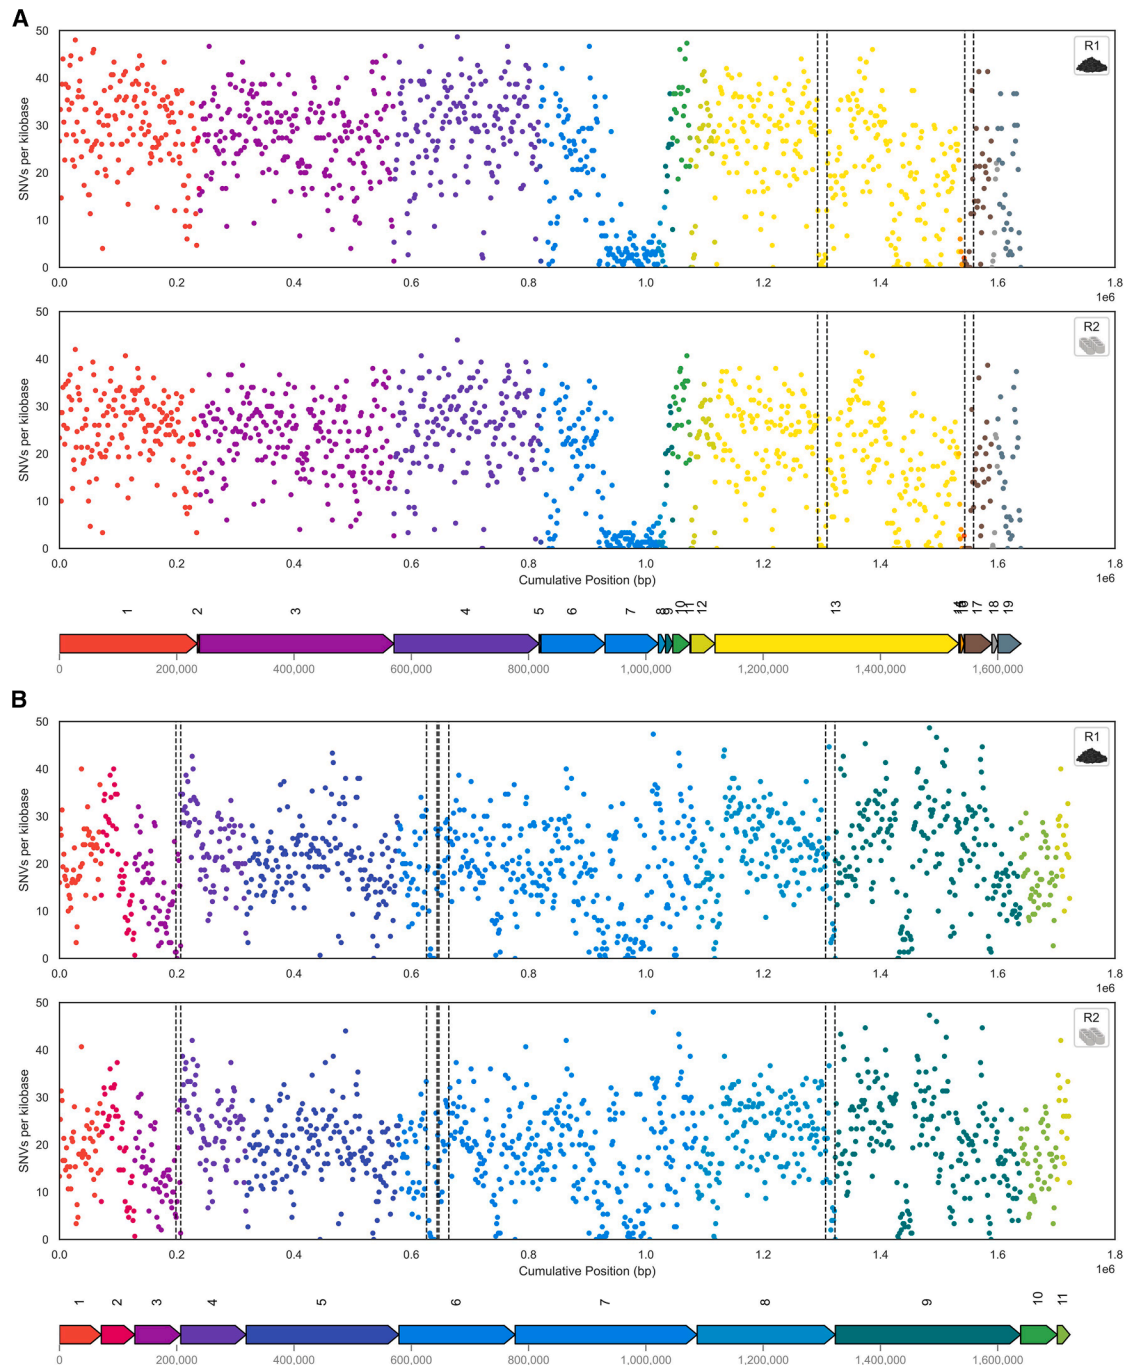 A
50
40
30
20
10
0
SNVs per kilobase
R1
0.0 0.2 0.4 0.6 0.8 1.0 1.2 1.4 1.6 1.8
1e6
50
40
30
20
10
0
SNVs per kilobase
R2
0.0 0.2 0.4 0.6 0.8 1.0 1.2 1.4 1.6 1.8
Cumulative Position (bp)
1e6
1 2 3 4 5 6 7 8 9 10 11 12 13 17 18 19
0 200,000 400,000 600,000 800,000 1,000,000 1,200,000 1,400,000 1,600,000
B
50
40
30
20
10
0
SNVs per kilobase
R1
0.0 0.2 0.4 0.6 0.8 1.0 1.2 1.4 1.6 1.8
1e6
50
40
30
20
10
0
SNVs per kilobase
R2
0.0 0.2 0.4 0.6 0.8 1.0 1.2 1.4 1.6 1.8
Cumulative Position (bp)
1e6
1 2 3 4 5 6 7 8 9 10 11
0 200,000 400,000 600,000 800,000 1,000,000 1,200,000 1,400,000 1,600,000